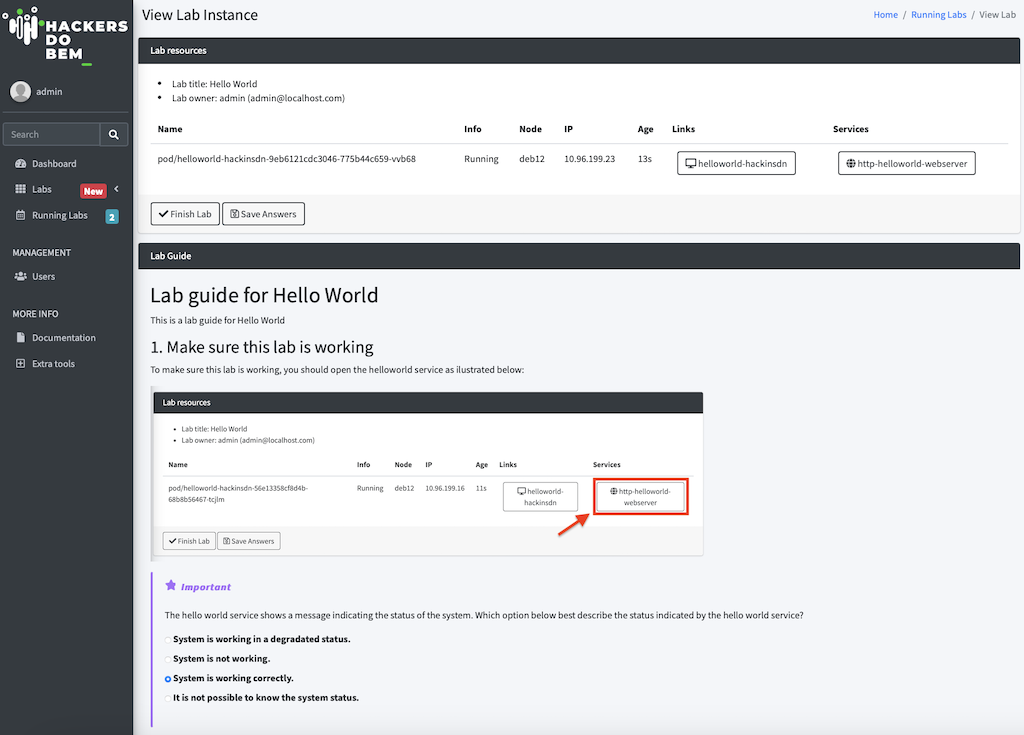 HACKERS
DO
BEM
admin
Search
Dashboard
Labs New
Running Labs 2
MANAGEMENT
Users
MORE INFO
Documentation
Extra tools
View Lab Instance
Home / Running Labs / View Lab
Lab resources
Lab title: Hello World
Lab owner: admin (admin@localhost.com)
Name Info Node IP Age Links Services
pod/helloworld-hackinsdn-9eb6121cdc3046-775b44c659-vvb68 Running deb12 10.96.199.23 13s helloworld-hackinsdn http-helloworld-webserver
Finish Lab Save Answers
Lab Guide
Lab guide for Hello World
This is a lab guide for Hello World
1. Make sure this lab is working
To make sure this lab is working, you should open the helloworld service as ilustrated below:
Lab resources
Lab title: Hello World
Lab owner: admin (admin@localhost.com)
Name Info Node IP Age Links Services
pod/helloworld-hackinsdn-56e13358cf8d4b- Running deb12 10.96.199.16 11s helloworld- http-helloworld-
68b8b56467-tcjlm hackinsdn webserver
Finish Lab Save Answers
Important
The hello world service shows a message indicating the status of the system. Which option below best describe the status indicated by the hello world service?
System is working in a degradated status.
System is not working.
System is working correctly.
It is not possible to know the system status.